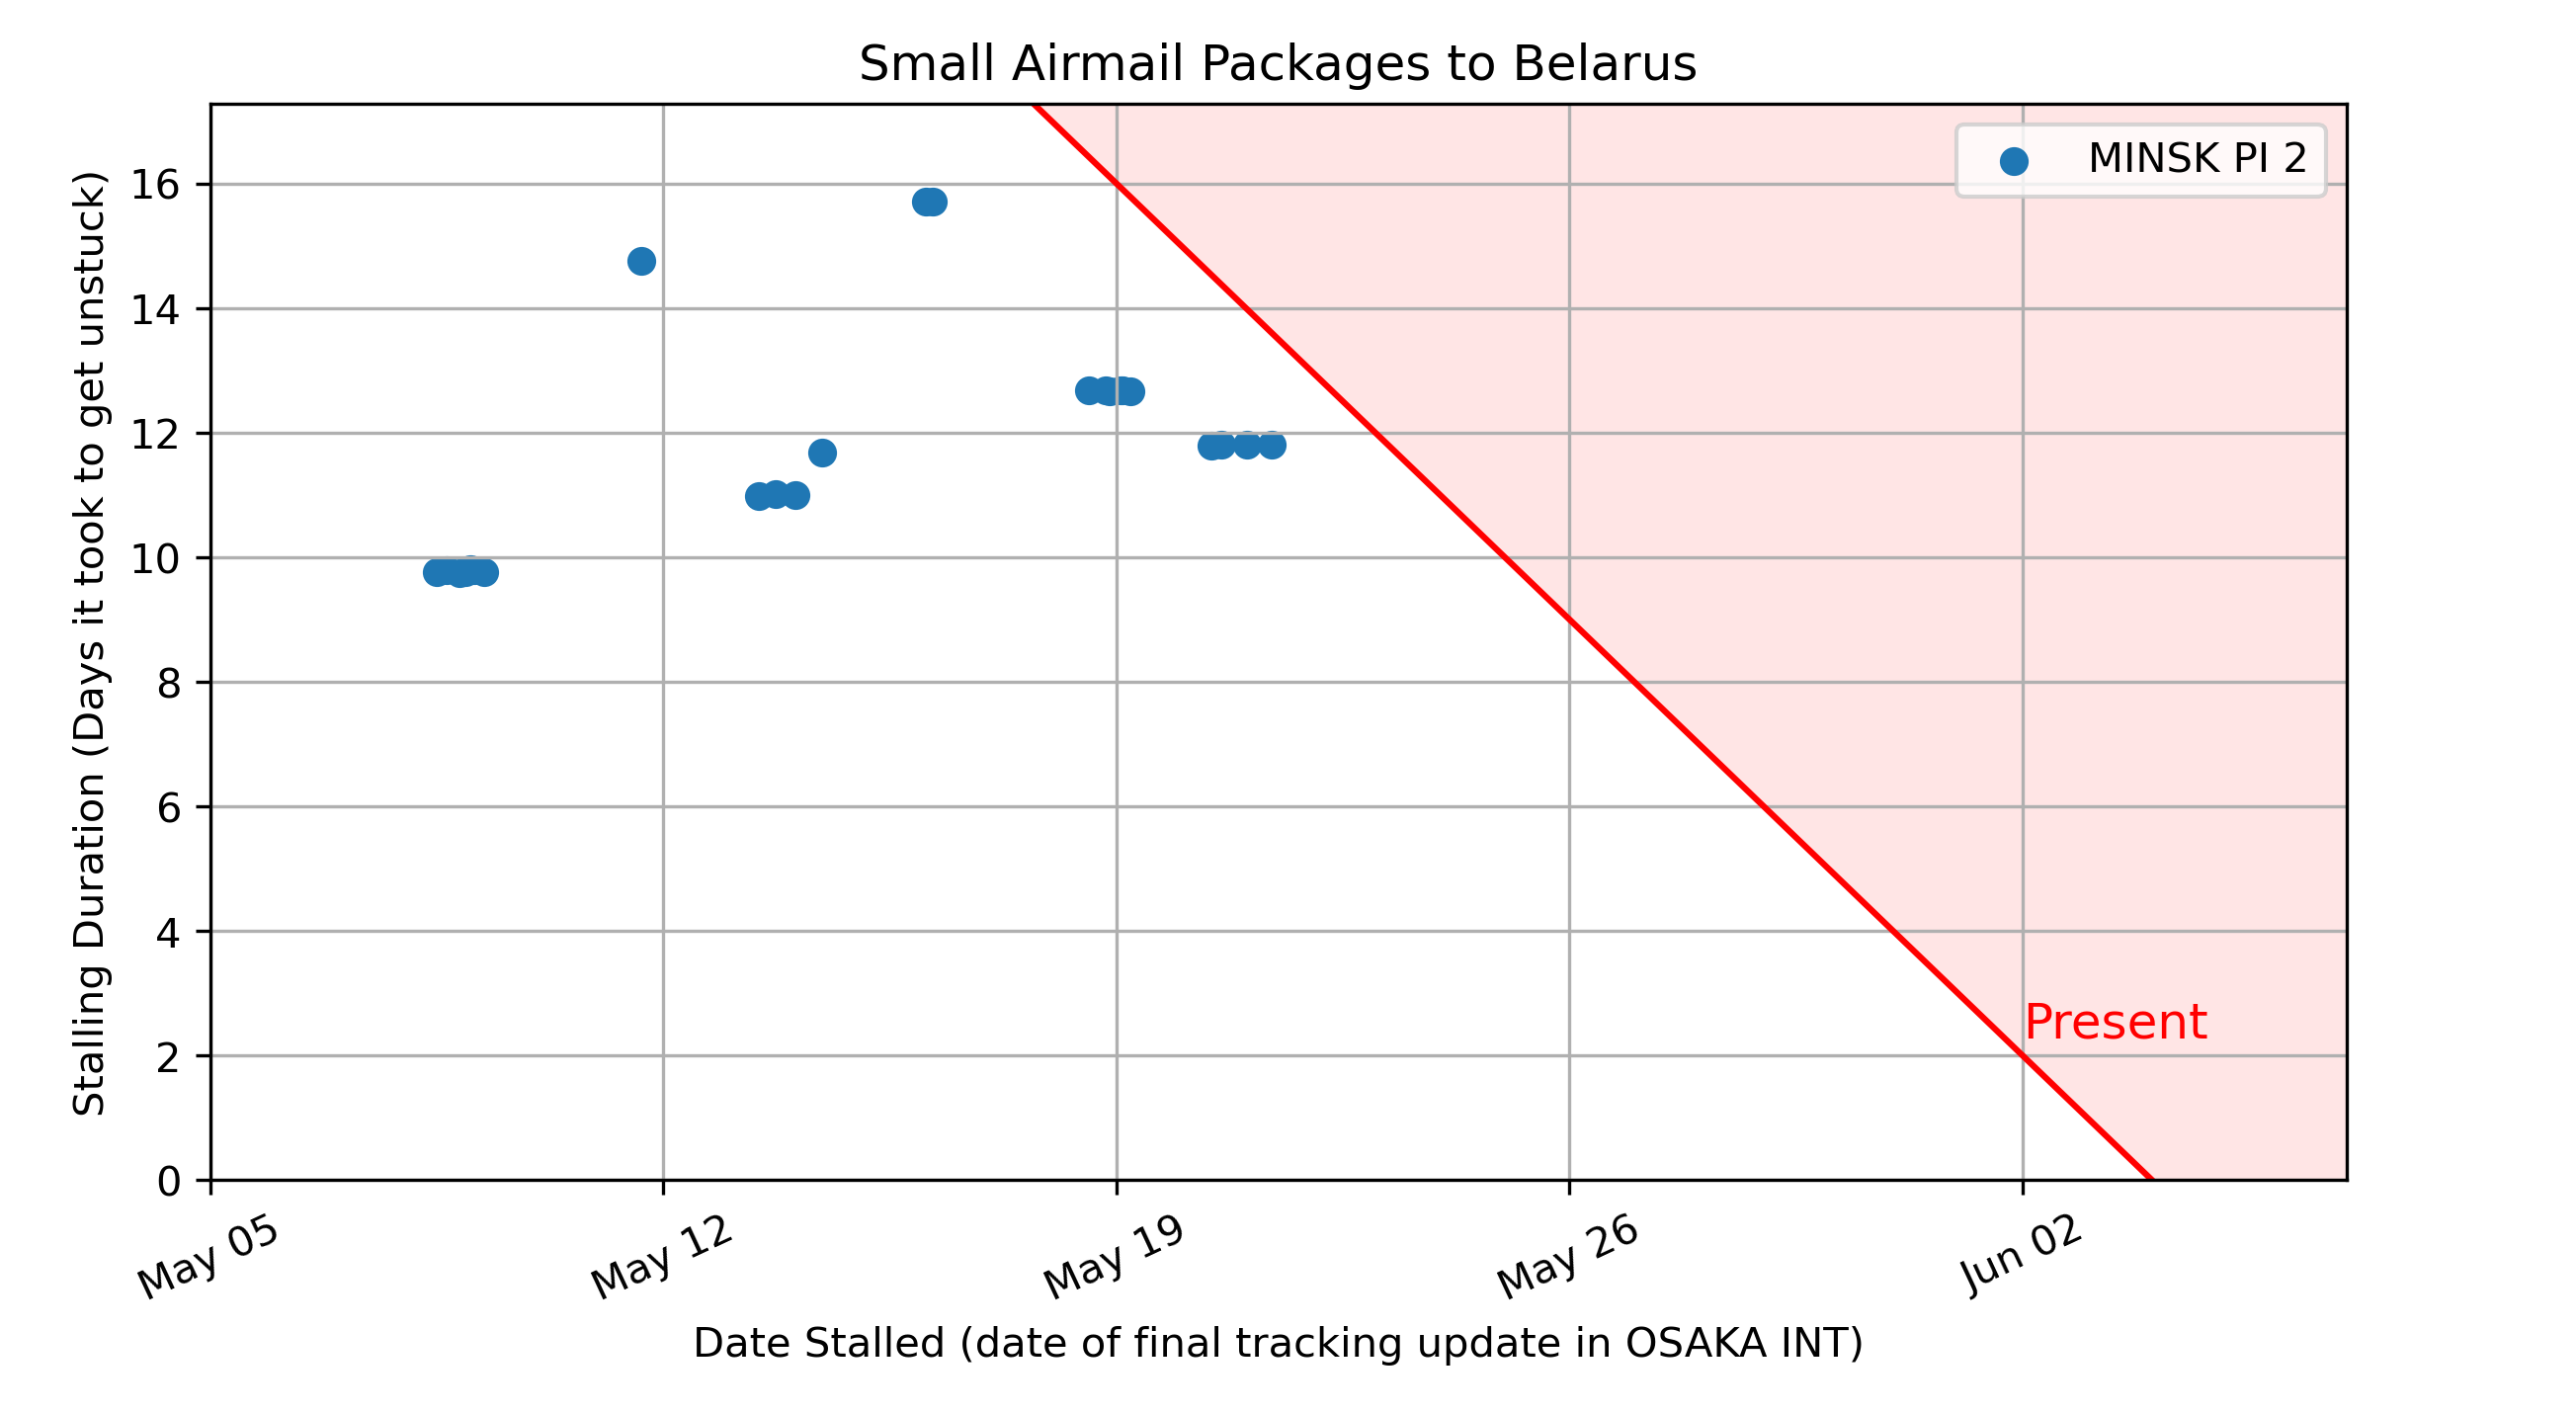 Small Airmail Packages to Belarus
MINSK PI 2
Stalling Duration (Days it took to get unstuck)
16
14
12
10
8
6
4
2
0
Present
May 05
May 12
May 19
May 26
Jun 02
Date Stalled (date of final tracking update in OSAKA INT)